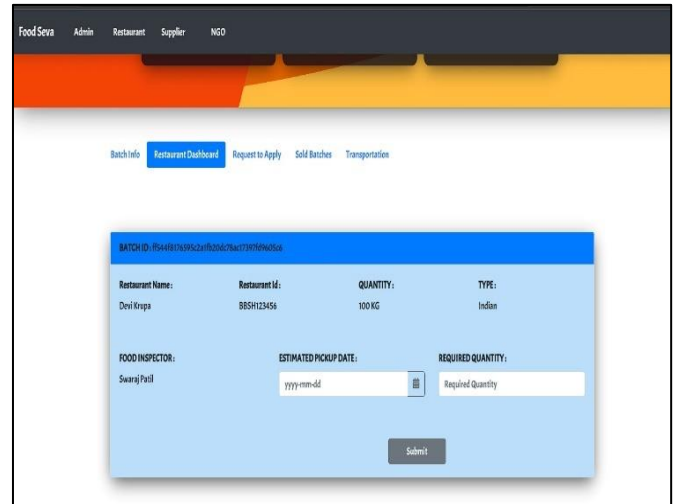 Food Seva Admin Restaurant Supplier NGO
Batch Info Restaurant Dashboard Request to Apply Sold Batches Transportation
BATCH ID:
Restaurant Name: Restaurant Id: QUANTITY: TYPE:
Devi Krupa BBSH123456 100 KG Indian
FOOD INSPECTOR: ESTIMATED PICKUP DATE: REQUIRED QUANTITY:
Swaraj Patil yyyy-mm-dd Required Quantity
Submit